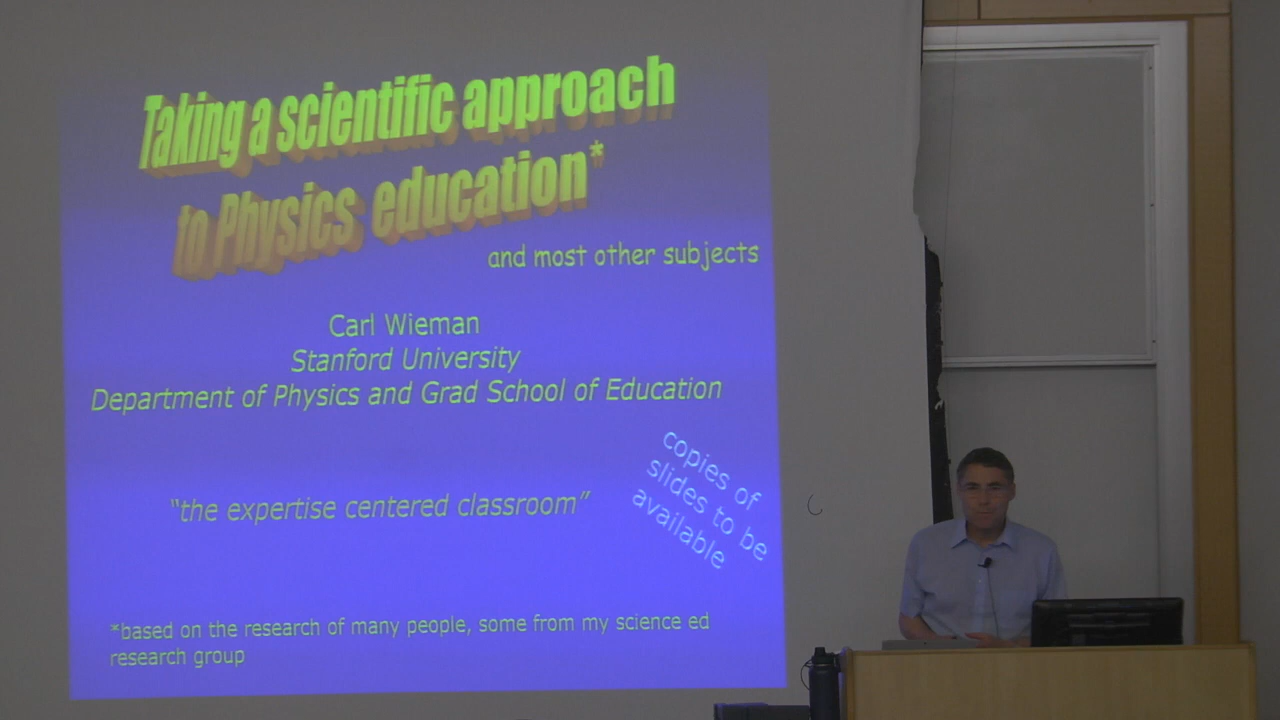 Taking a scientific approach
to Physics education*
and most other subjects
Carl Wieman
Stanford University
Department of Physics and Grad School of Education
copies of
slides to be
available
“the expertise centered classroom”
*based on the research of many people, some from my science ed
research group